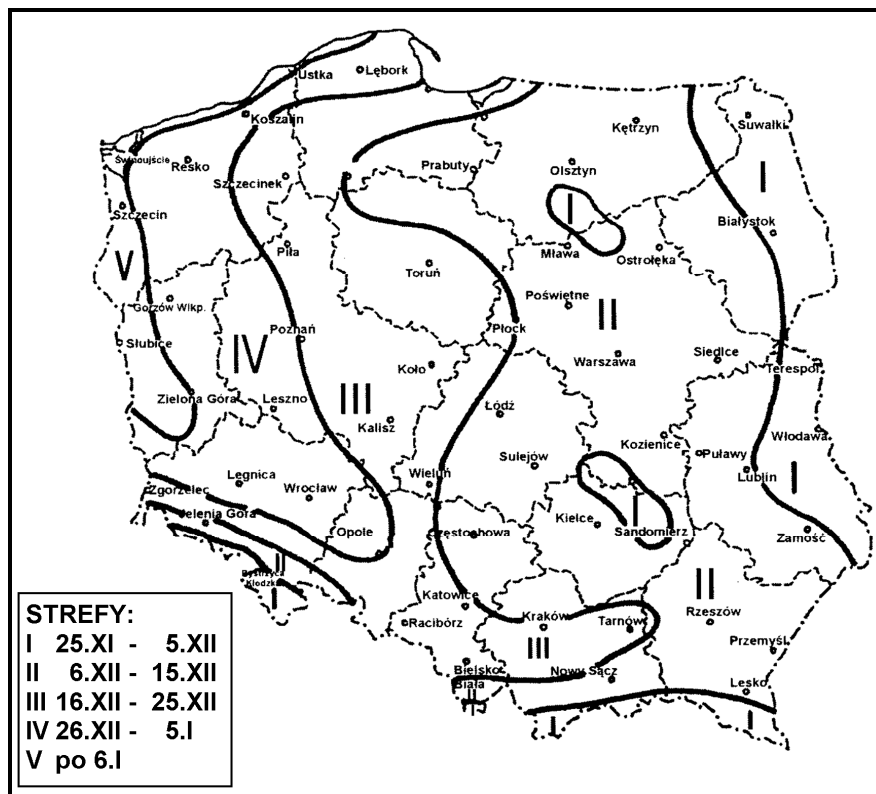 Ustka
Lębork
Koszalin
Kętrzyn
Suwałki
Świnoujście
Resko
Szczecinek
Prabuty
Olsztyn
I
I
Szczecin
Białystok
Piła
Mława
Ostrołęka
V
Toruń
Gorzów Wlkp.
Poświętne
II
Słubice
Poznań
Płock
IV
Koło
Warszawa
Siedlce
Terespol
Zielona Góra
Leszno
III
Kalisz
Łódź
Kozienice
Włodawa
Puławy
Legnica
Wieluń
Sulejów
Lublin
I
Zgorzelec
Wrocław
Jelenia Góra
Opole
Częstochowa
Kielce
I
Sandomierz
Zamość
II
Bystrzyca
Kłodzka
I
II
Katowice
Racibórz
Kraków
Tarnów
Rzeszów
III
Przemyśl
Bielsko
Biała
Nowy Sącz
Lesko
II
I
I
STREFY:
I 25.XI - 5.XII
II 6.XII - 15.XII
III 16.XII - 25.XII
IV 26.XII - 5.I
V po 6.I